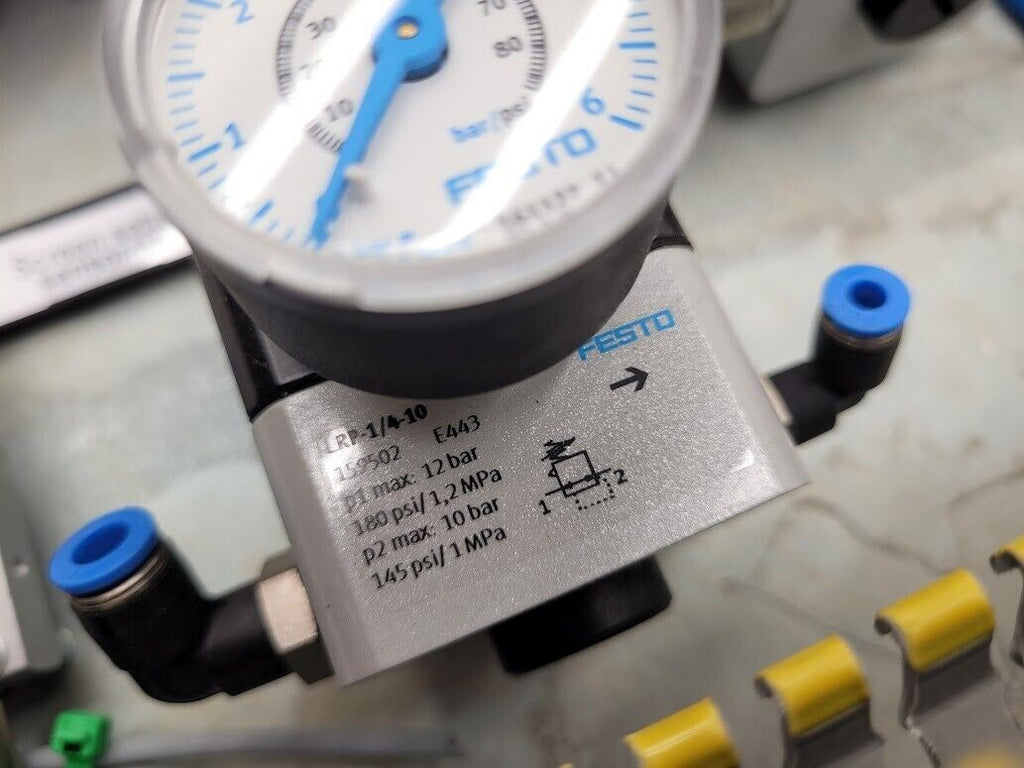 2
30
70
80
10
1
6
bar/psi
FESTO
FESTO
LRP-1/4-10
159502 E443
p1 max: 12 bar
180 psi/ 1,2 MPa
p2 max: 10 bar
145 psi/ 1 MPa
1
2